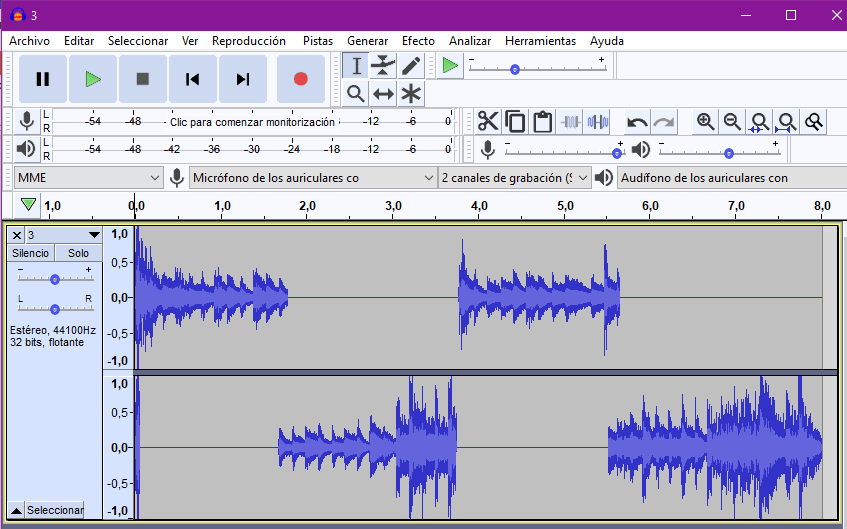 3
Archivo Editar Seleccionar Ver Reproducción Pistas Generar Efecto Analizar Herramientas Ayuda
L
R
-54 -48 - Clic para comenzar monitorización -12 -6 0
L
R
-54 -48 -42 -36 -30 -24 -18 -12 -6 0
MME Micrófono de los auriculares co 2 canales de grabación (S Audífono de los auriculares con
1,0 0,0 1,0 2,0 3,0 4,0 5,0 6,0 7,0 8,0
3
Silencio Solo
L R
Estéreo, 44100Hz
32 bits, flotante
Seleccionar
1,0
0,5
0,0
-0,5
-1,0
1,0
0,5
0,0
-0,5
-1,0